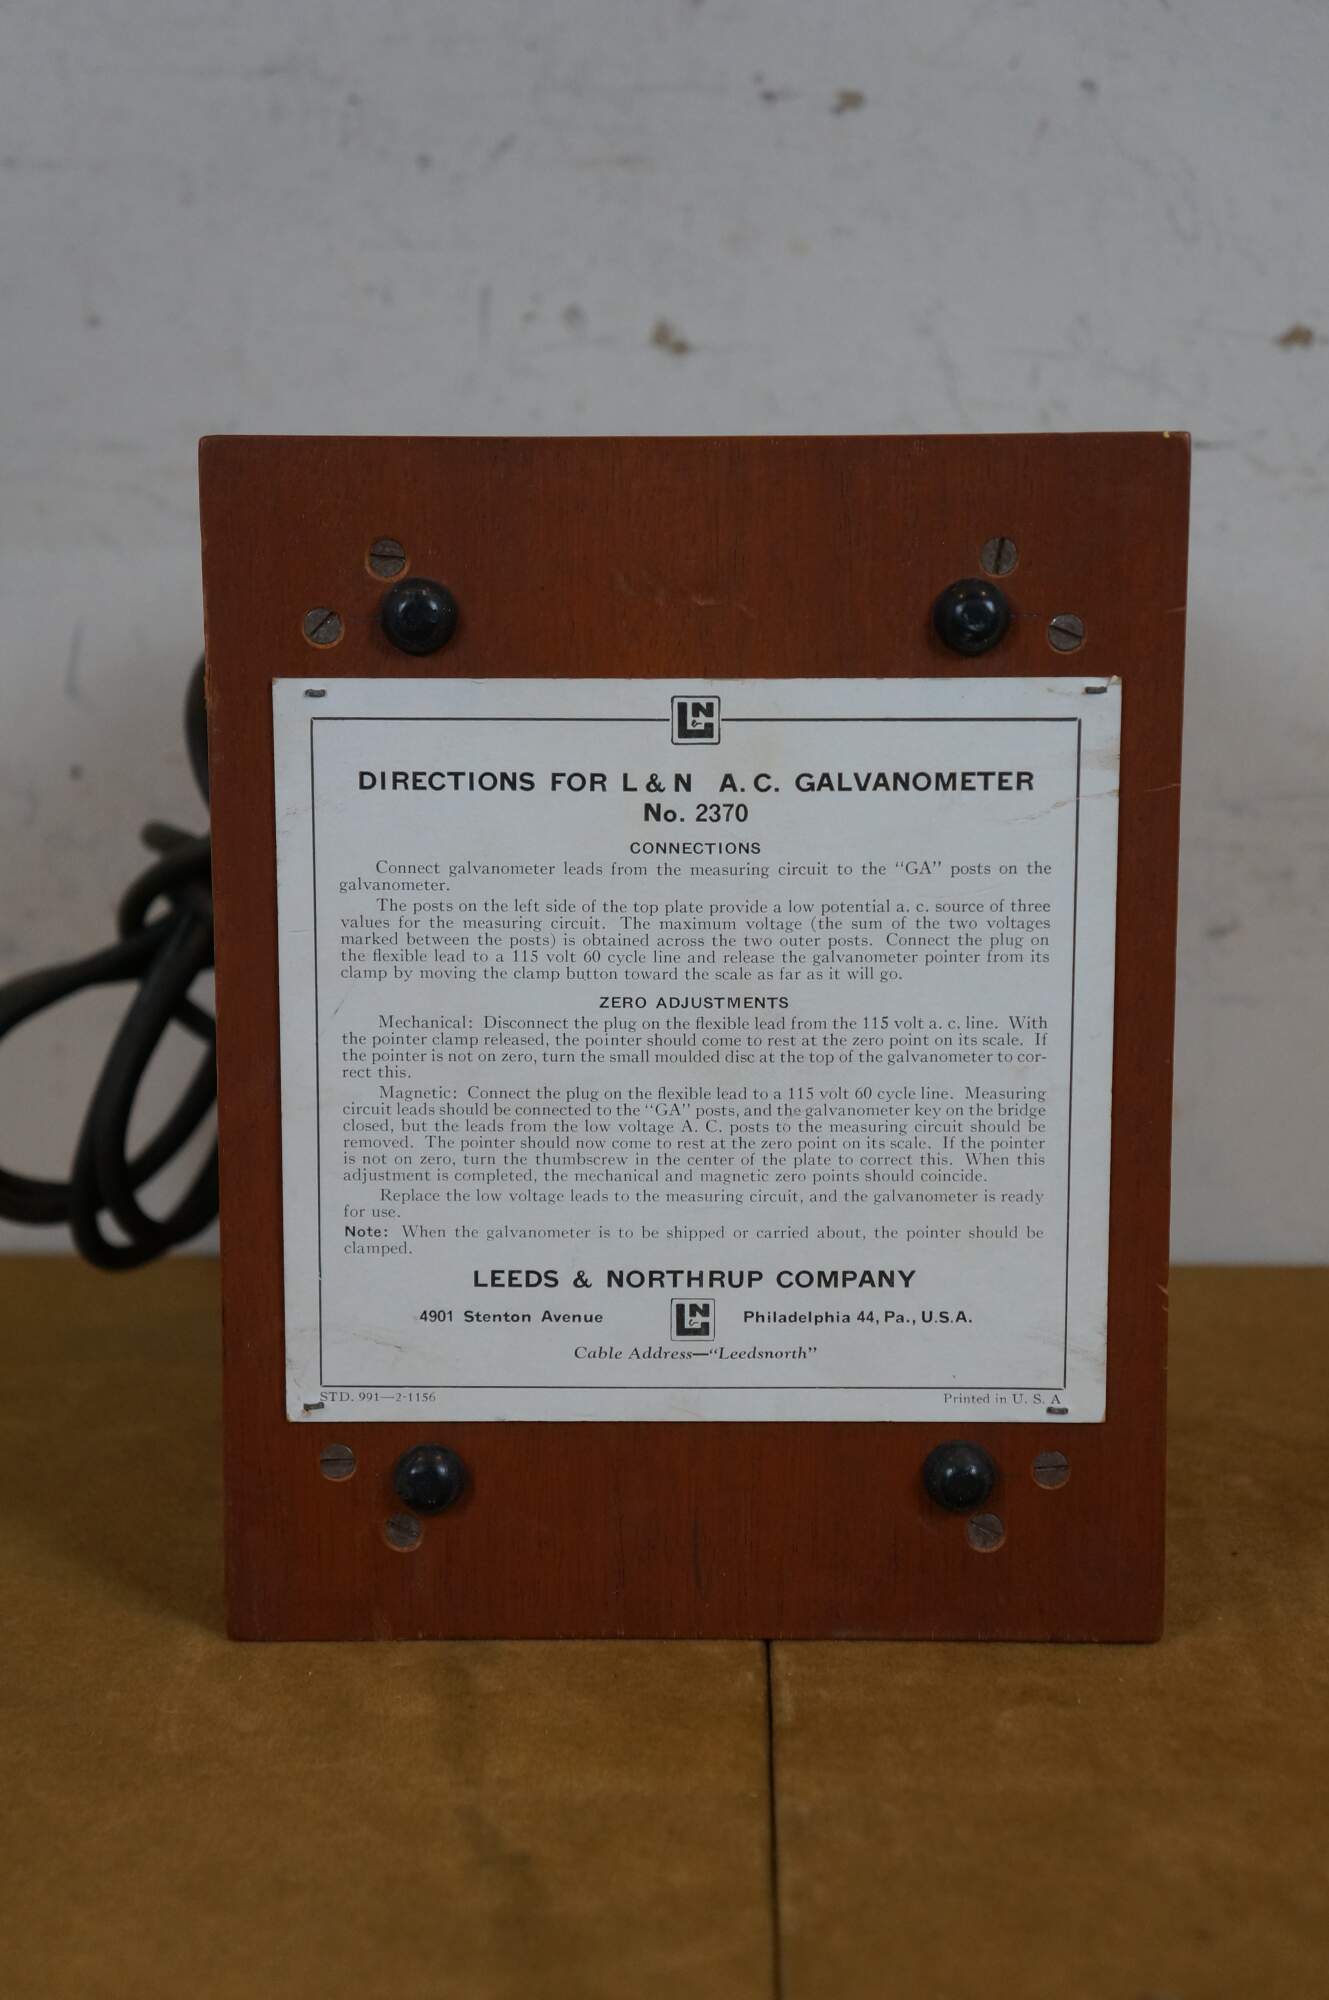 L&N
DIRECTIONS FOR L & N A. C. GALVANOMETER
No. 2370
CONNECTIONS
Connect galvanometer leads from the measuring circuit to the “GA” posts on the
galvanometer.
The posts on the left side of the top plate provide a low potential a. c. source of three
values for the measuring circuit. The maximum voltage (the sum of the two voltages
marked between the posts) is obtained across the two outer posts. Connect the plug on
the flexible lead to a 115 volt 60 cycle line and release the galvanometer pointer from its
clamp by moving the clamp button toward the scale as far as it will go.
ZERO ADJUSTMENTS
Mechanical: Disconnect the plug on the flexible lead from the 115 volt a. c. line. With
the pointer clamp released, the pointer should come to rest at the zero point on its scale. If
the pointer is not on zero, turn the small moulded disc at the top of the galvanometer to cor-
rect this.
Magnetic: Connect the plug on the flexible lead to a 115 volt 60 cycle line. Measuring
circuit leads should be connected to the “GA” posts, and the galvanometer key on the bridge
closed, but the leads from the low voltage A. C. posts to the measuring circuit should be
removed. The pointer should now come to rest at the zero point on its scale. If the pointer
is not on zero, turn the thumbscrew in the center of the plate to correct this. When this
adjustment is completed, the mechanical and magnetic zero points should coincide.
Replace the low voltage leads to the measuring circuit, and the galvanometer is ready
for use.
Note: When the galvanometer is to be shipped or carried about, the pointer should be
clamped.
LEEDS & NORTHRUP COMPANY
4901 Stenton Avenue L&N Philadelphia 44, Pa., U.S.A.
Cable Address—“Leedsnorth”
STD. 991—2-1156 Printed in U. S. A